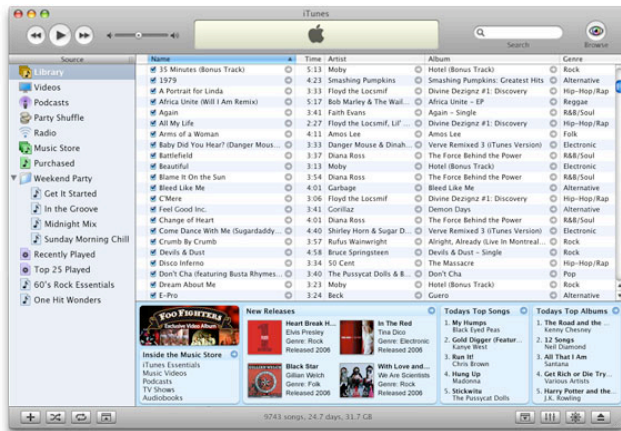 iTunes
Search
Browse
Source
Library
Videos
Podcasts
Party Shuffle
Radio
Music Store
Purchased
Weekend Party
Get It Started
In the Groove
Midnight Mix
Sunday Morning Chill
Recently Played
Top 25 Played
60's Rock Essentials
One Hit Wonders
Name Time Artist Album Genre
35 Minutes (Bonus Track) 5:13 Moby Hotel (Bonus Track) Rock
1979 4:23 Smashing Pumpkins Smashing Pumpkins: Greatest Hits Alternative
A Portrait for Linda 3:33 Floyd the Locsmif Divine Dezignz #1: Discovery Hip-Hop/Rap
Africa Unite (Will I Am Remix) 5:17 Bob Marley & The Wail... Africa Unite - EP Reggae
Again 3:41 Faith Evans Again - Single R&B/Soul
All My Life 2:27 Floyd the Locsmif, Lil'... Divine Dezignz #1: Discovery Hip-Hop/Rap
Arms of a Woman 4:11 Amos Lee Amos Lee Folk
Baby Did You Hear? (Danger Mous... 3:33 Danger Mouse & Dinah... Verve Remixed 3 (iTunes Version) Electronic
Battlefield 3:37 Diana Ross The Force Behind the Power R&B/Soul
Beautiful 3:13 Moby Hotel (Bonus Track) Electronic
Blame It On the Sun 3:54 Diana Ross The Force Behind the Power R&B/Soul
Bleed Like Me 4:01 Garbage Bleed Like Me Alternative
C'Mere 3:06 Floyd the Locsmif Divine Dezignz #1: Discovery Hip-Hop/Rap
Feel Good Inc. 3:41 Gorillaz Demon Days Alternative
Change of Heart 4:01 Diana Ross The Force Behind the Power R&B/Soul
Come Dance With Me (Sugardaddy... 4:40 Shirley Horn & Sugar D... Verve Remixed 3 (iTunes Version) Electronic
Crumb By Crumb 3:57 Rufus Wainwright Alright, Already (Live In Montreal... Rock
Devils & Dust 4:58 Bruce Springsteen Devils & Dust - Single Rock
Disco Inferno 3:34 50 Cent The Massacre Hip-Hop/Rap
Don't Cha (featuring Busta Rhymes... 3:40 The Pussycat Dolls & B... Don't Cha Pop
Dream About Me 3:23 Moby Hotel (Bonus Track) Rock
E-Pro 3:24 Beck Guero Alternative
FOO FIGHTERS
Exclusive Video Album
Inside the Music Store
iTunes Essentials
Music Videos
Podcasts
TV Shows
Audiobooks
New Releases
Heart Break H...
Elvis Presley
Genre: Rock
Released 2006
In The Red
Tina Dico
Genre: Electronic
Released 2006
Black Star
Gillian Welch
Genre: Folk
Released 2006
With Love and...
We Are Scientists
Genre: Rock
Released 2006
Todays Top Songs
1. My Humps
Black Eyed Peas
2. Gold Digger (Featur...
Kanye West
3. Run It!
Chris Brown
4. Hung Up
Madonna
5. Stickwitu
The Pussycat Dolls
Todays Top Albums
1. The Road and the ...
Kenny Chesney
2. 12 Songs
Neil Diamond
3. All That I Am
Santana
4. Get Rich or Die Try...
Various Artists
5. Harry Potter and the...
J.K. Rowling
9743 songs, 24.7 days, 31.7 GB